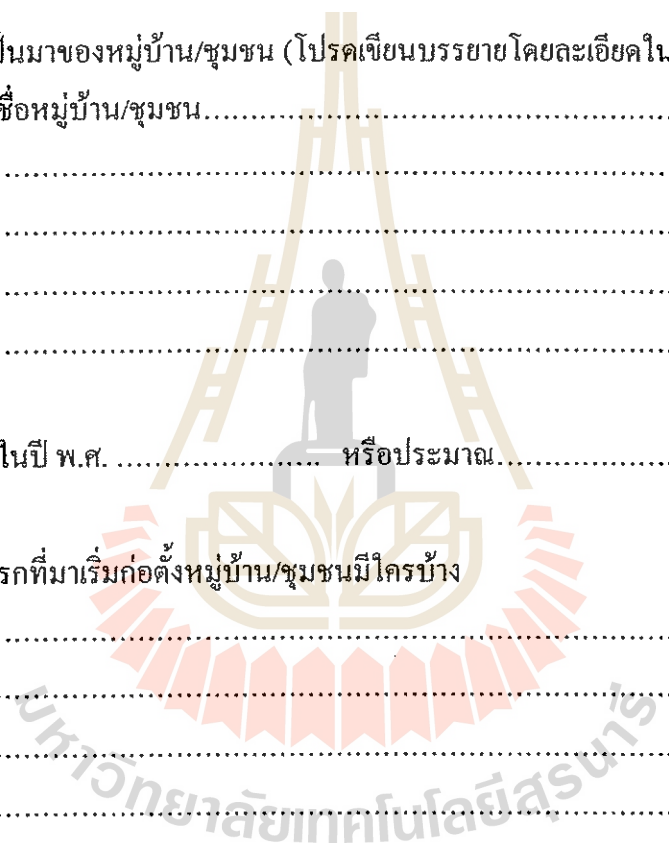 ป็นมาของหมู่บ้าน/ชุมชน (โปรดเขียนบรรยายโดยละเอียดใน
ชื่อหมู่บ้าน/ชุมชน.......................................................
..............................................................................
..............................................................................
..............................................................................
..............................................................................
ในปี พ.ศ. ........................ หรือประมาณ....................
รกที่มาเริ่มก่อตั้งหมู่บ้าน/ชุมชนมีใครบ้าง
..............................................................................
..............................................................................
..............................................................................
..............................................................................
มหาวิทยาลัยเทคโนโลยีสุรนารี